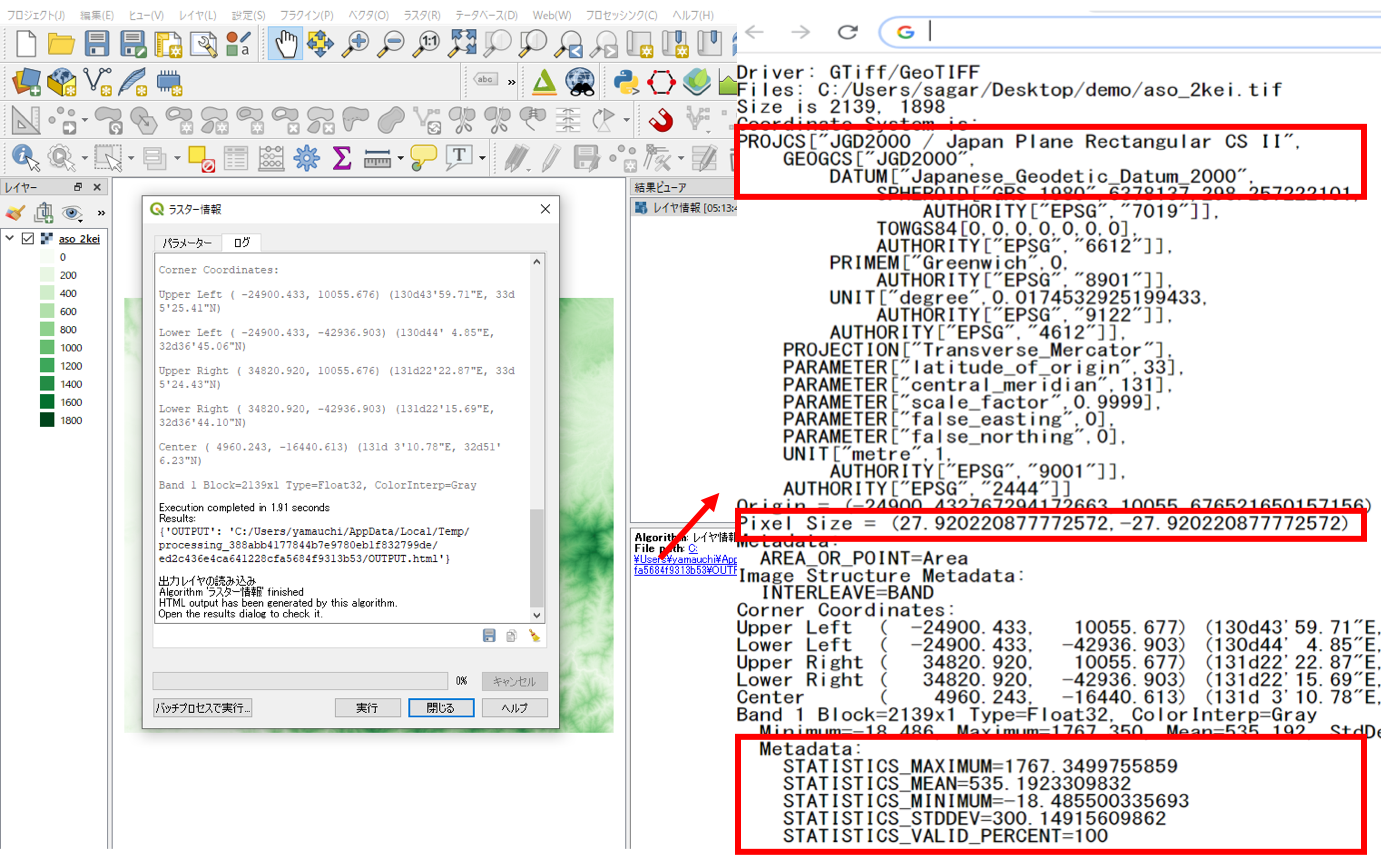 プロジェクト(J) 編集(E) ビュー(V) レイヤ(L) 設定(S) プラグイン(P) ベクタ(O) ラスタ(R) データベース(D) Web(W) プロセッシング(C) ヘルプ(H)
1:1
a
abc
»
T
レイヤー
»
aso_2kei
0
200
400
600
800
1000
1200
1400
1600
1800
ラスター情報
パラメーター ログ
Corner Coordinates:
Upper Left ( -24900.433, 10055.676) (130d43'59.71"E, 33d
5'25.41"N)
Lower Left ( -24900.433, -42936.903) (130d44' 4.85"E,
32d36'45.06"N)
Upper Right ( 34820.920, 10055.676) (131d22'22.87"E, 33d
5'24.43"N)
Lower Right ( 34820.920, -42936.903) (131d22'15.69"E,
32d36'44.10"N)
Center ( 4960.243, -16440.613) (131d 3'10.78"E, 32d51'
6.23"N)
Band 1 Block=2139x1 Type=Float32, ColorInterp=Gray
Execution completed in 1.91 seconds
Results:
{'OUTPUT': 'C:/Users/yamauchi/AppData/Local/Temp/
processing_388abb4177844b7e9780eb1f832799de/
ed2c436e4ca641228cfa5684f9313b53/OUTPUT.html'}
出力レイヤの読み込み
Algorithm 'ラスター情報' finished
HTML output has been generated by this algorithm.
Open the results dialog to check it.
0%
キャンセル
バッチプロセスで実行...
実行
閉じる
ヘルプ
結果ビューア
レイヤ情報 [05:13:4
Algorithm: レイヤ情報
File path: C:
¥Users¥yamauchi¥App
fa5684f9313b53¥OUTF
G
Driver: GTiff/GeoTIFF
Files: C:/Users/sagar/Desktop/demo/aso_2kei.tif
Size is 2139, 1898
Coordinate System is:
PROJCS["JGD2000 / Japan Plane Rectangular CS II",
GEOGCS["JGD2000",
DATUM["Japanese_Geodetic_Datum_2000",
SPHEROID["GRS 1980",6378137,298.257222101,
AUTHORITY["EPSG","7019"]],
TOWGS84[0,0,0,0,0,0,0],
AUTHORITY["EPSG","6612"]],
PRIMEM["Greenwich",0,
AUTHORITY["EPSG","8901"]],
UNIT["degree",0.0174532925199433,
AUTHORITY["EPSG","9122"]],
AUTHORITY["EPSG","4612"]],
PROJECTION["Transverse_Mercator"],
PARAMETER["latitude_of_origin",33],
PARAMETER["central_meridian",131],
PARAMETER["scale_factor",0.9999],
PARAMETER["false_easting",0],
PARAMETER["false_northing",0],
UNIT["metre",1,
AUTHORITY["EPSG","9001"]],
AUTHORITY["EPSG","2444"]]
Origin = (-24900.432767294172663,10055.676521650157156)
Pixel Size = (27.920220877772572,-27.920220877772572)
Metadata:
AREA_OR_POINT=Area
Image Structure Metadata:
INTERLEAVE=BAND
Corner Coordinates:
Upper Left ( -24900.433, 10055.677) (130d43'59.71"E,
Lower Left ( -24900.433, -42936.903) (130d44' 4.85"E,
Upper Right ( 34820.920, 10055.677) (131d22'22.87"E,
Lower Right ( 34820.920, -42936.903) (131d22'15.69"E,
Center ( 4960.243, -16440.613) (131d 3'10.78"E,
Band 1 Block=2139x1 Type=Float32, ColorInterp=Gray
Minimum=-18.486, Maximum=1767.350, Mean=535.192, StdDe
Metadata:
STATISTICS_MAXIMUM=1767.3499755859
STATISTICS_MEAN=535.1923309832
STATISTICS_MINIMUM=-18.485500335693
STATISTICS_STDDEV=300.14915609862
STATISTICS_VALID_PERCENT=100